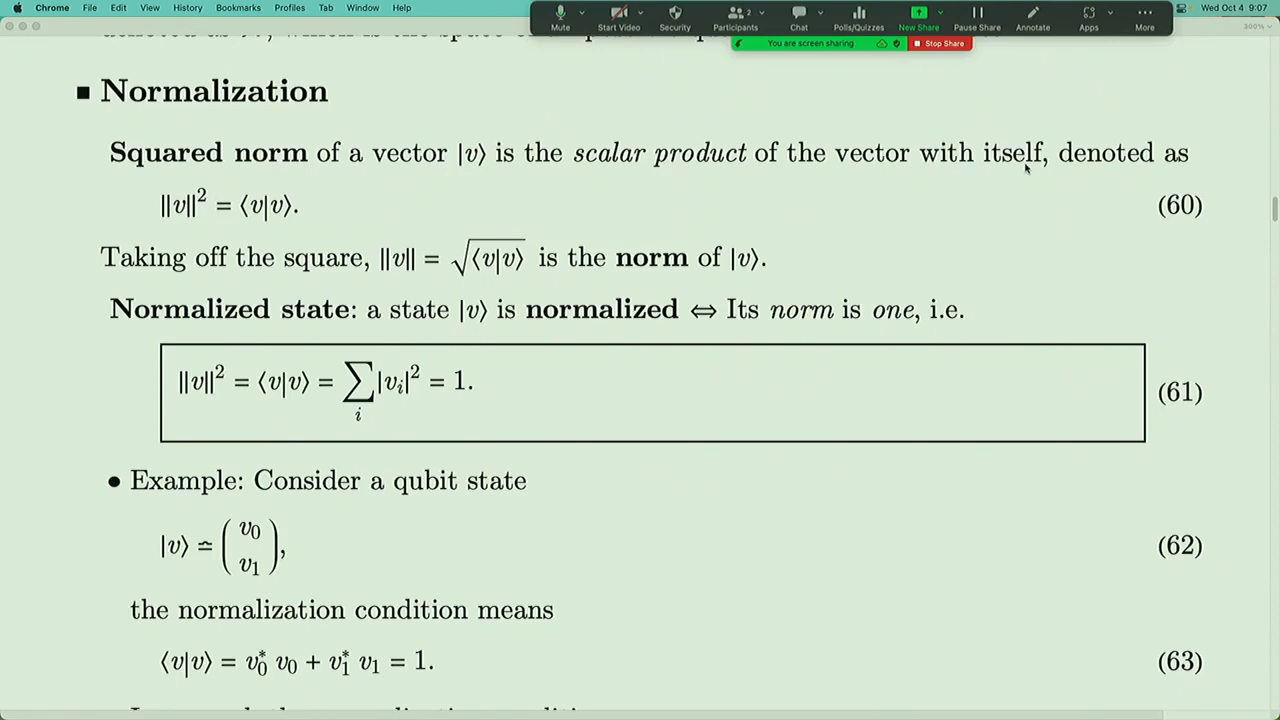 Chrome File Edit View History Bookmarks Profiles Tab Window Help
Wed Oct 4 9:07
Mute Start Video Security Participants 2 Chat Polls/Quizzes New Share Pause Share Annotate Apps More
You are screen sharing Stop Share
300%
■ Normalization
Squared norm of a vector |v⟩ is the scalar product of the vector with itself, denoted as
‖v‖² = ⟨v|v⟩. (60)
Taking off the square, ‖v‖ = √⟨v|v⟩ is the norm of |v⟩.
Normalized state: a state |v⟩ is normalized ⇔ Its norm is one, i.e.
‖v‖² = ⟨v|v⟩ = ∑ᵢ |vᵢ|² = 1. (61)
• Example: Consider a qubit state
|v⟩ ≏ (v₀ v₁), (62)
the normalization condition means
⟨v|v⟩ = v₀* v₀ + v₁* v₁ = 1. (63)